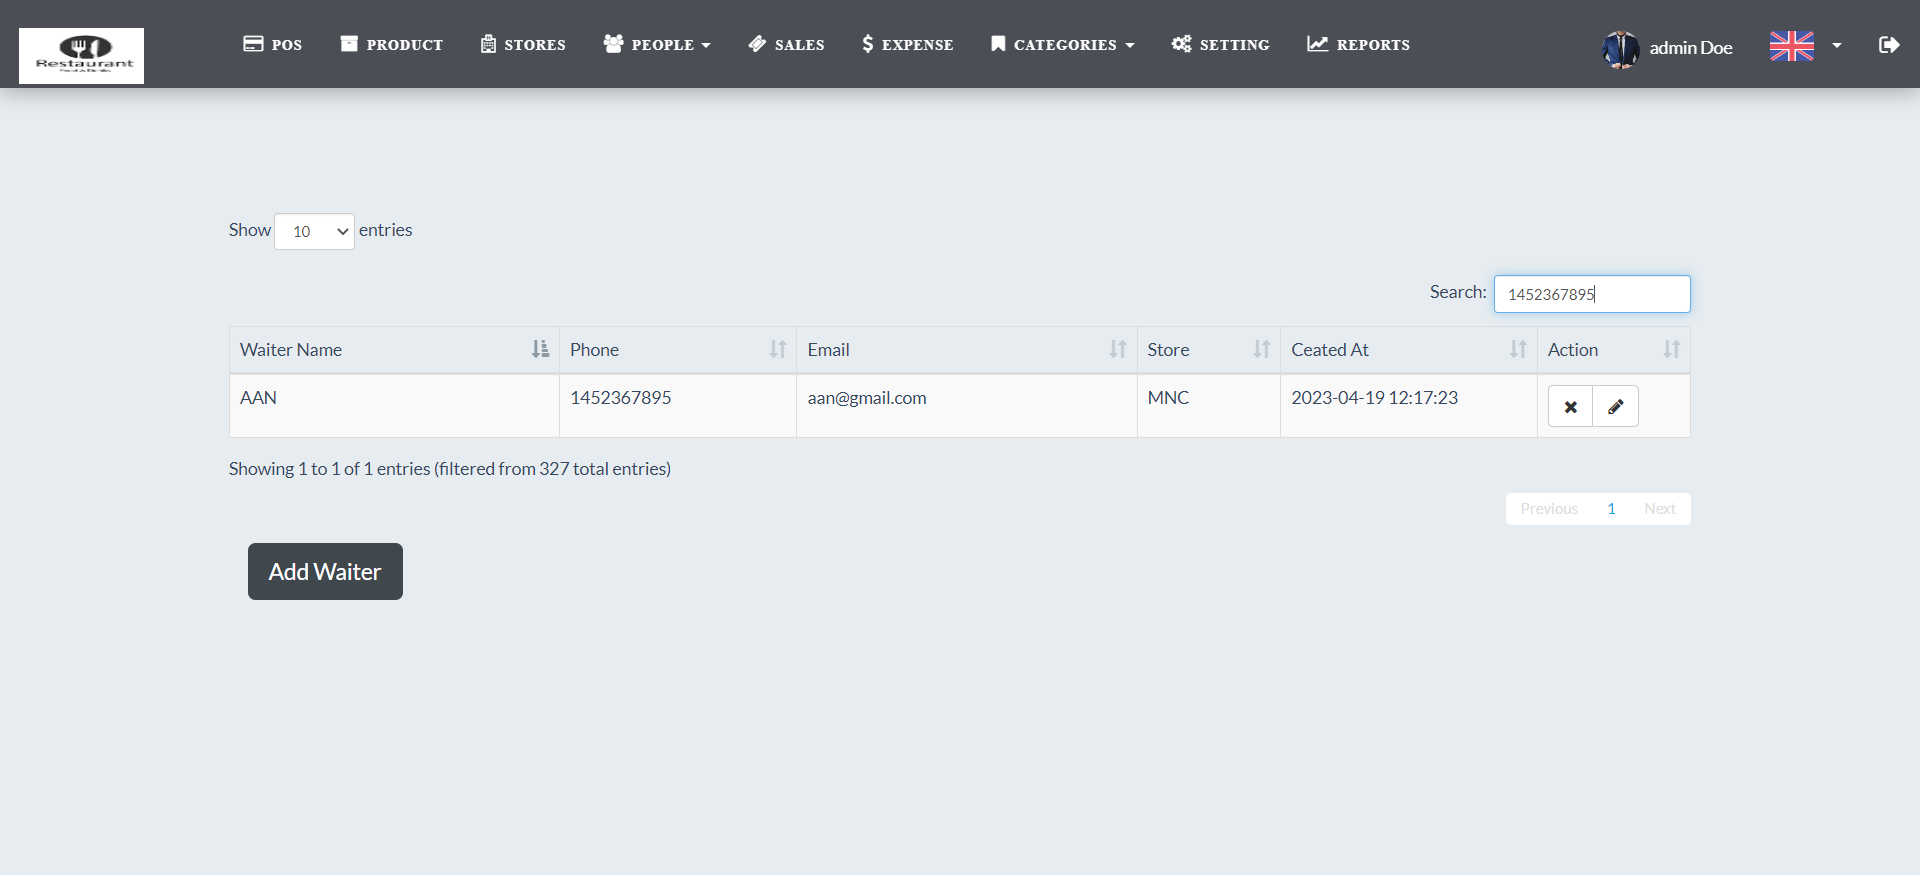 Restaurant
POS PRODUCT STORES PEOPLE SALES EXPENSE CATEGORIES SETTING REPORTS admin Doe
Show 10 entries
Search: 1452367895
Waiter Name Phone Email Store Ceated At Action
AAN 1452367895 aan@gmail.com MNC 2023-04-19 12:17:23
Showing 1 to 1 of 1 entries (filtered from 327 total entries)
Previous 1 Next
Add Waiter